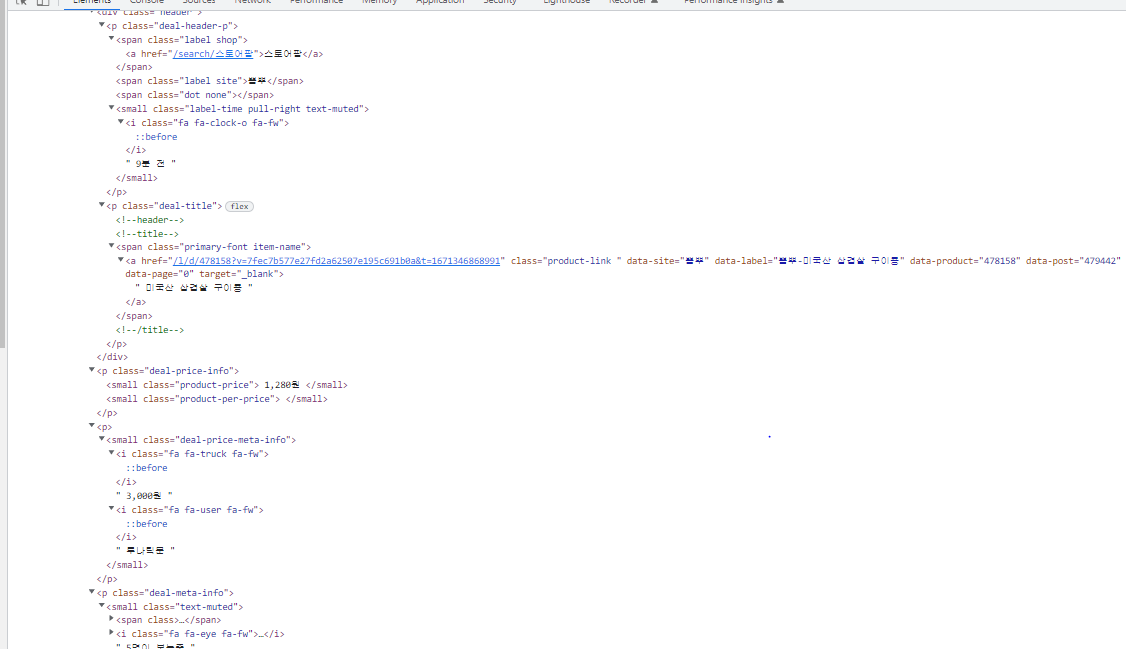 Elements Console Sources Network Performance Memory Application Security Lighthouse Recorder Performance insights
<div class="header">
<p class="deal-header-p">
<span class="label shop">
<a href="/search/스토어팜">스토어팜</a>
</span>
<span class="label site">뽐뿌</span>
<span class="dot none"></span>
<small class="label-time pull-right text-muted">
<i class="fa fa-clock-o fa-fw">
::before
</i>
" 9분 전 "
</small>
</p>
<p class="deal-title"> flex
<!--header-->
<!--title-->
<span class="primary-font item-name">
<a href="/l/d/478158?v=7fec7b577e27fd2a62507e195c691b0a&t=1671346868991" class="product-link " data-site="뽐뿌" data-label="뽐뿌-미국산 삼겹살 구이용" data-product="478158" data-post="479442"
data-page="0" target="_blank">
" 미국산 삼겹살 구이용 "
</a>
</span>
<!--/title-->
</p>
</div>
<p class="deal-price-info">
<small class="product-price"> 1,280원 </small>
<small class="product-per-price"> </small>
</p>
<p>
<small class="deal-price-meta-info">
<i class="fa fa-truck fa-fw">
::before
</i>
" 3,000원 "
<i class="fa fa-user fa-fw">
::before
</i>
</small>
</p>
<p class="deal-meta-info">
<small class="text-muted">
<span class>…</span>
<i class="fa fa-eye fa-fw">…</i>